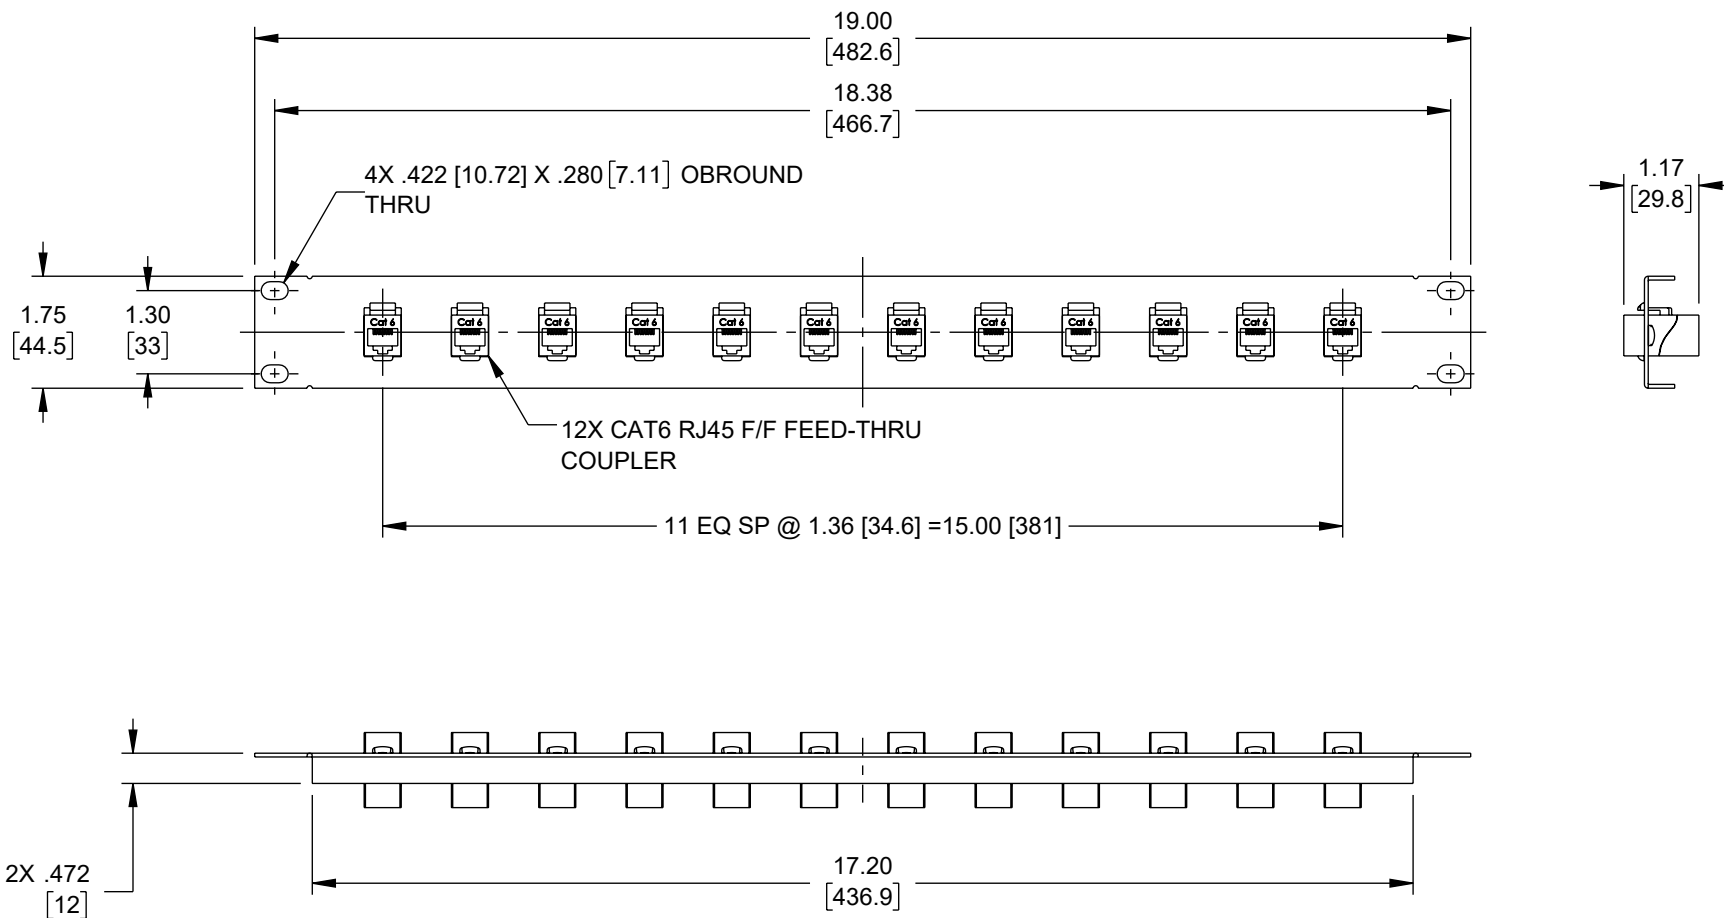 19.00
[482.6]
18.38
[466.7]
4X .422 [10.72] X .280 [7.11] OBROUND
THRU
1.17
[29.8]
1.75
[44.5]
1.30
[33]
Cat 6
Cat 6
Cat 6
Cat 6
Cat 6
Cat 6
Cat 6
Cat 6
Cat 6
Cat 6
Cat 6
Cat 6
12X CAT6 RJ45 F/F FEED-THRU
COUPLER
11 EQ SP @ 1.36 [34.6] =15.00 [381]
2X .472
[12]
17.20
[436.9]